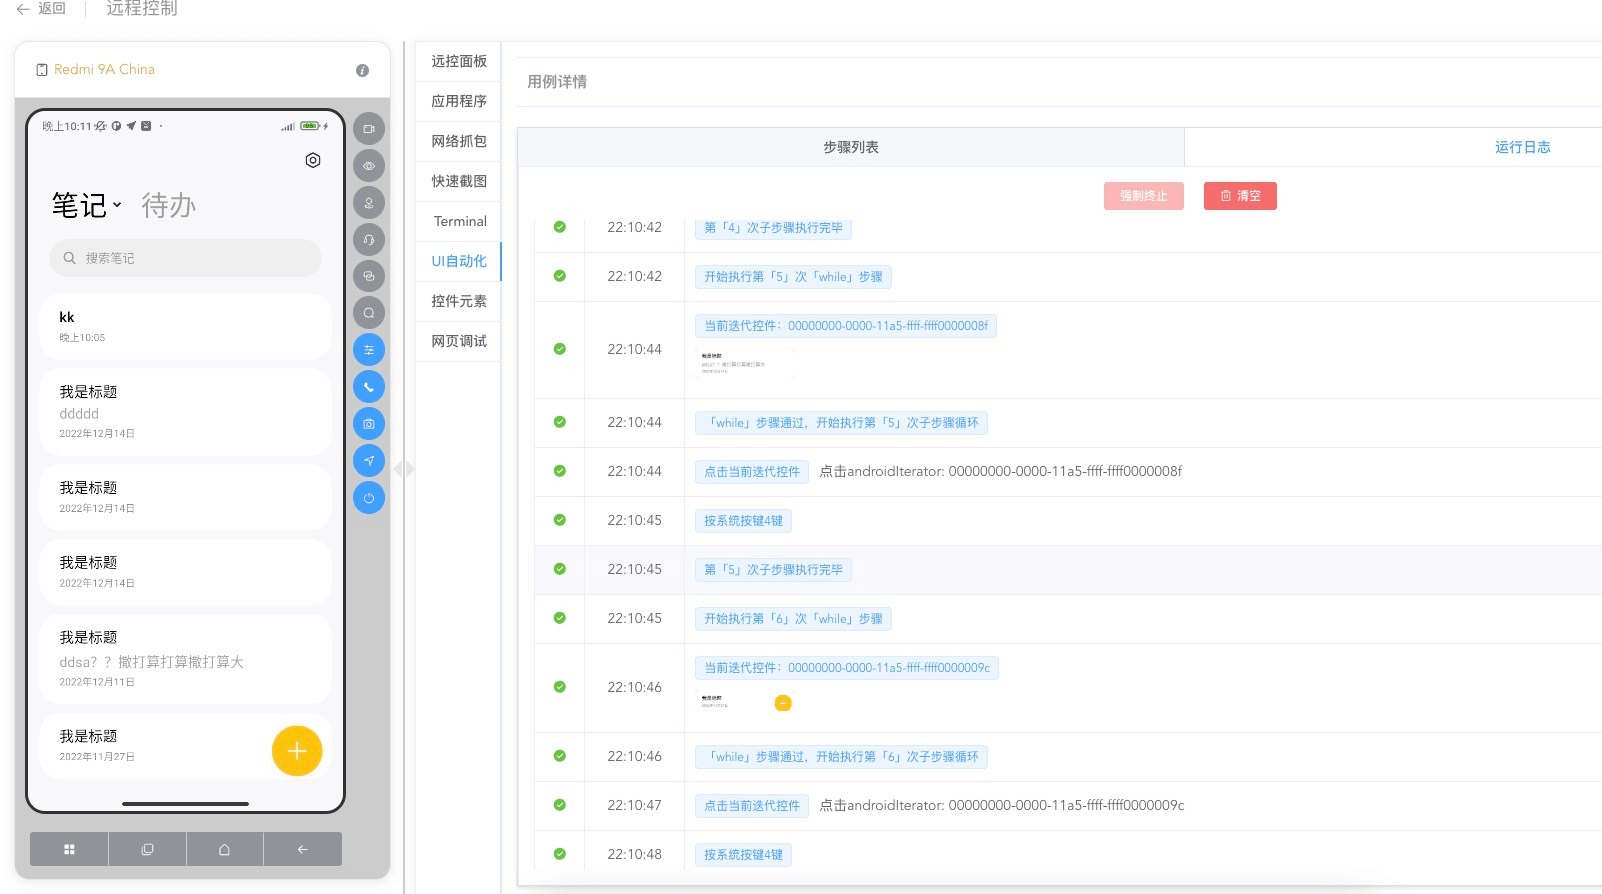 返回
远程控制
Redmi 9A China
晚上10:11
笔记 待办
搜索笔记
kk
晚上10:05
我是标题
ddddd
2022年12月14日
我是标题
2022年12月14日
我是标题
2022年12月14日
我是标题
ddsa？？撒打算打算撒打算大
2022年12月11日
我是标题
2022年11月27日
远控面板
应用程序
网络抓包
快速截图
Terminal
UI自动化
控件元素
网页调试
用例详情
步骤列表
运行日志
强制终止
清空
22:10:42 第「4」次子步骤执行完毕
22:10:42 开始执行第「5」次「while」步骤
22:10:44 当前迭代控件：00000000-0000-11a5-ffff-ffff0000008f
我是标题
22:10:44 「while」步骤通过，开始执行第「5」次子步骤循环
22:10:44 点击当前迭代控件 点击androidIterator: 00000000-0000-11a5-ffff-ffff0000008f
22:10:45 按系统按键4键
22:10:45 第「5」次子步骤执行完毕
22:10:45 开始执行第「6」次「while」步骤
22:10:46 当前迭代控件：00000000-0000-11a5-ffff-ffff0000009c
我是标题
22:10:46 「while」步骤通过，开始执行第「6」次子步骤循环
22:10:47 点击当前迭代控件 点击androidIterator: 00000000-0000-11a5-ffff-ffff0000009c
22:10:48 按系统按键4键